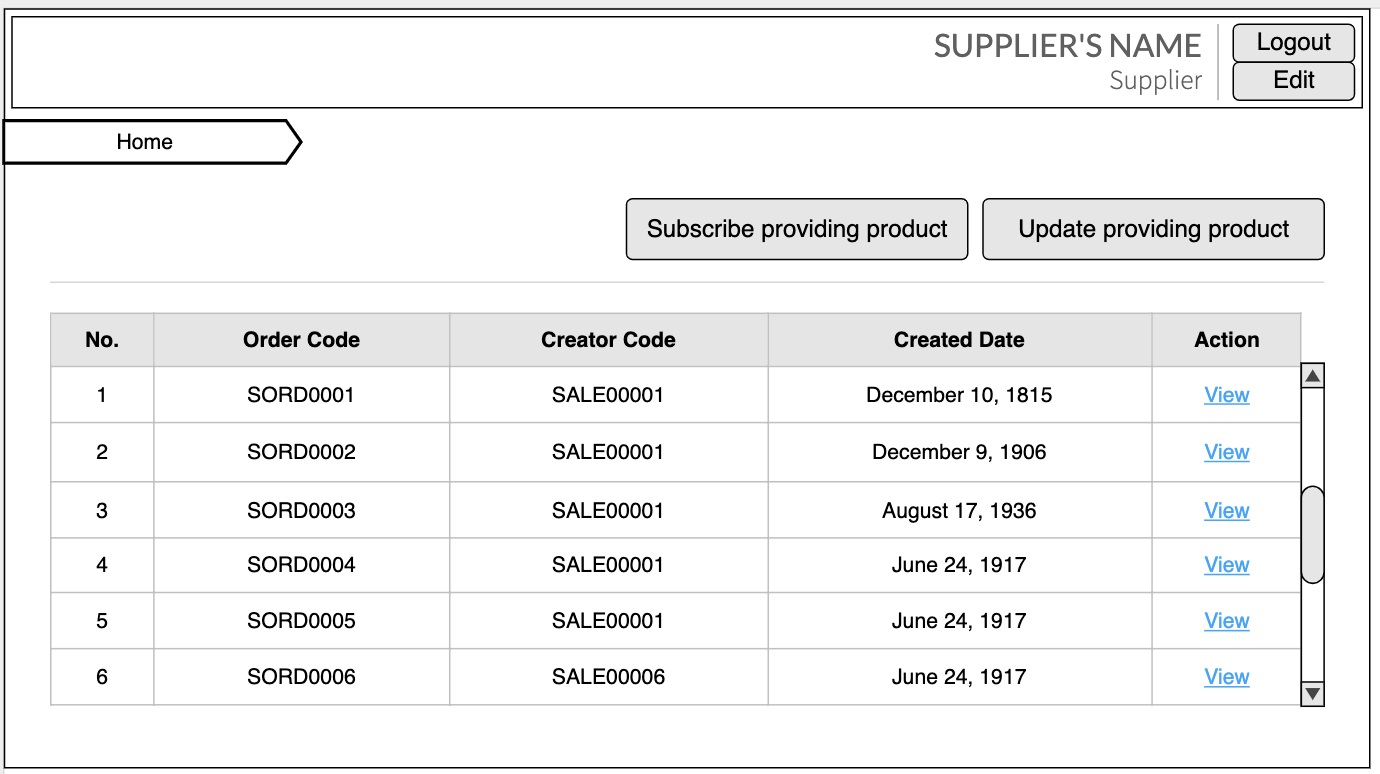 SUPPLIER'S NAME
Supplier
Logout
Edit
Home
Subscribe providing product
Update providing product
No. Order Code Creator Code Created Date Action
1 SORD0001 SALE00001 December 10, 1815 View
2 SORD0002 SALE00001 December 9, 1906 View
3 SORD0003 SALE00001 August 17, 1936 View
4 SORD0004 SALE00001 June 24, 1917 View
5 SORD0005 SALE00001 June 24, 1917 View
6 SORD0006 SALE00006 June 24, 1917 View